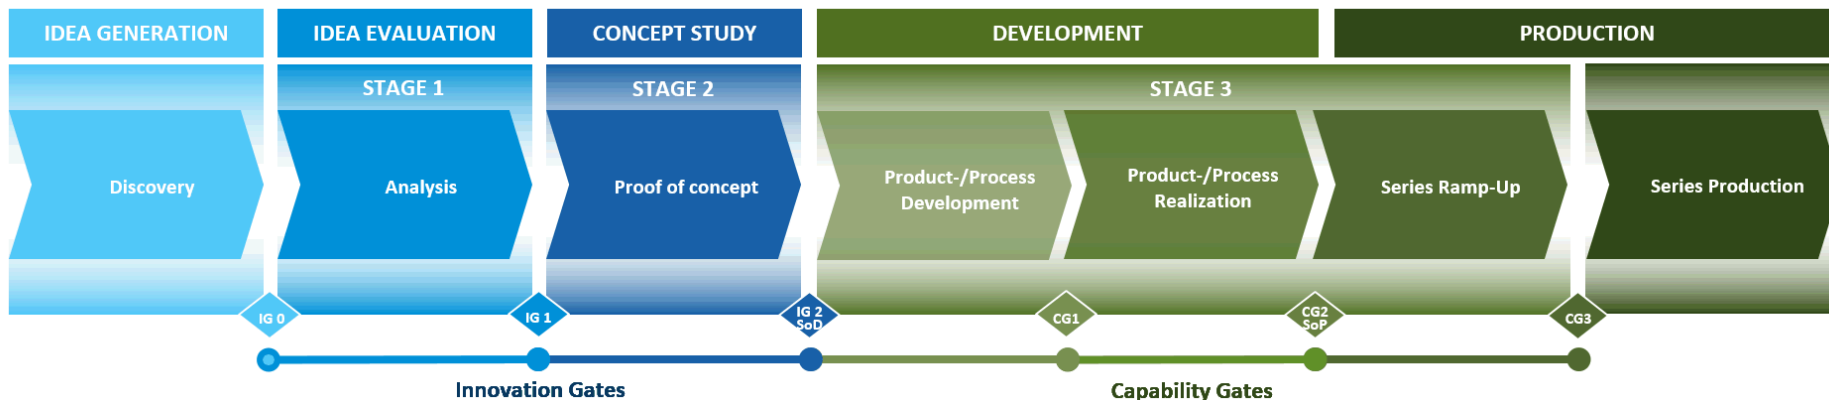 IDEA GENERATION
IDEA EVALUATION
CONCEPT STUDY
DEVELOPMENT
PRODUCTION
STAGE 1
STAGE 2
STAGE 3
Discovery
Analysis
Proof of concept
Product-/Process
Development
Product-/Process
Realization
Series Ramp-Up
Series Production
IG 0
IG 1
IG 2
SoD
CG1
CG2
SoP
CG3
Innovation Gates
Capability Gates